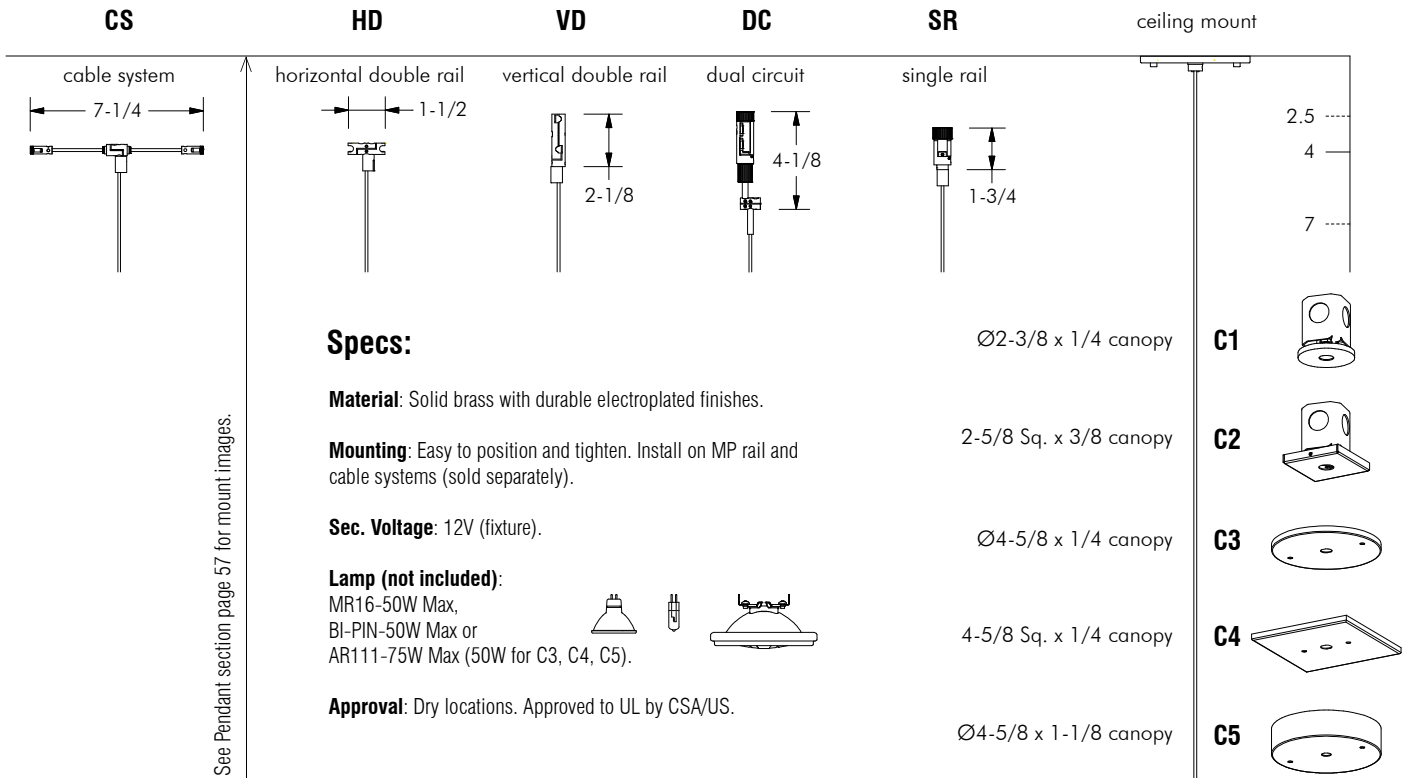 CS
HD
VD
DC
SR
ceiling mount
cable system
horizontal double rail
vertical double rail
dual circuit
single rail
7-1/4
1-1/2
2-1/8
4-1/8
1-3/4
2.5
4
7
See Pendant section page 57 for mount images.
Specs:
Material: Solid brass with durable electroplated finishes.
Mounting: Easy to position and tighten. Install on MP rail and
cable systems (sold separately).
Sec. Voltage: 12V (fixture).
Lamp (not included):
MR16-50W Max,
BI-PIN-50W Max or
AR111-75W Max (50W for C3, C4, C5).
Approval: Dry locations. Approved to UL by CSA/US.
Ø2-3/8 x 1/4 canopy C1
2-5/8 Sq. x 3/8 canopy C2
Ø4-5/8 x 1/4 canopy C3
4-5/8 Sq. x 1/4 canopy C4
Ø4-5/8 x 1-1/8 canopy C5